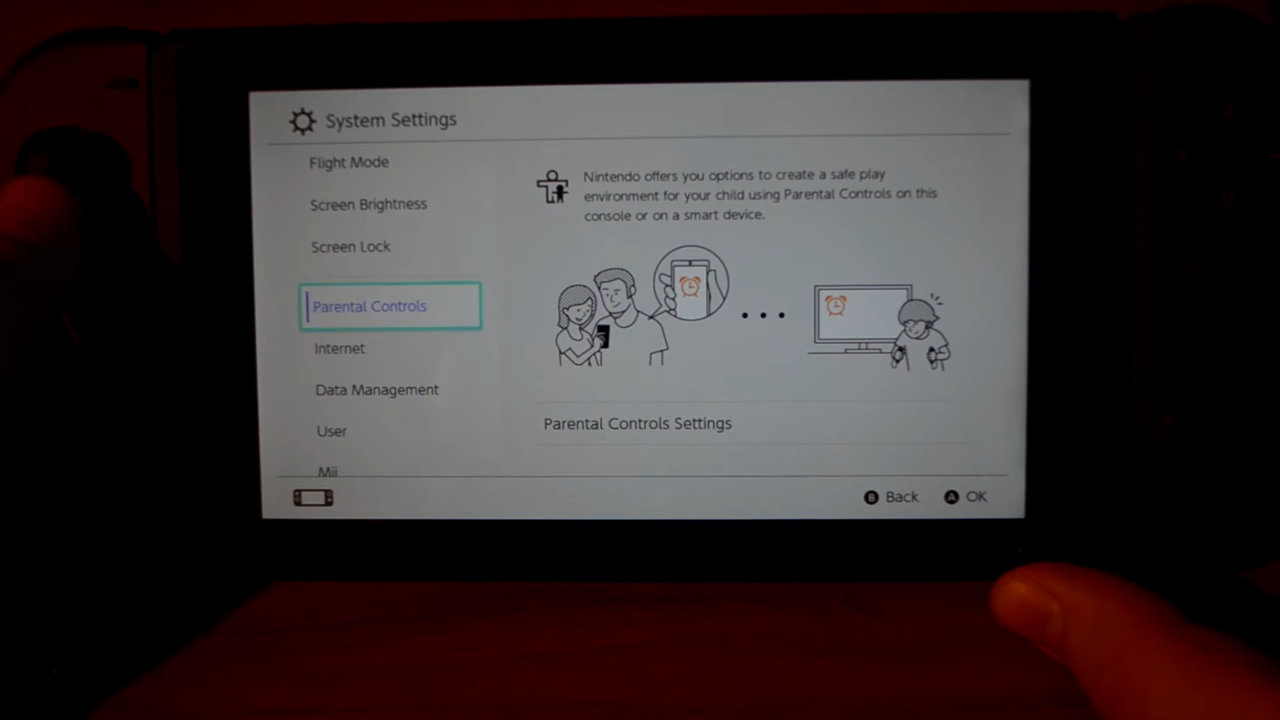 System Settings
Flight Mode
Screen Brightness
Screen Lock
Parental Controls
Internet
Data Management
User
Mii
Nintendo offers you options to create a safe play
environment for your child using Parental Controls on this
console or on a smart device.
Parental Controls Settings
B Back
A OK